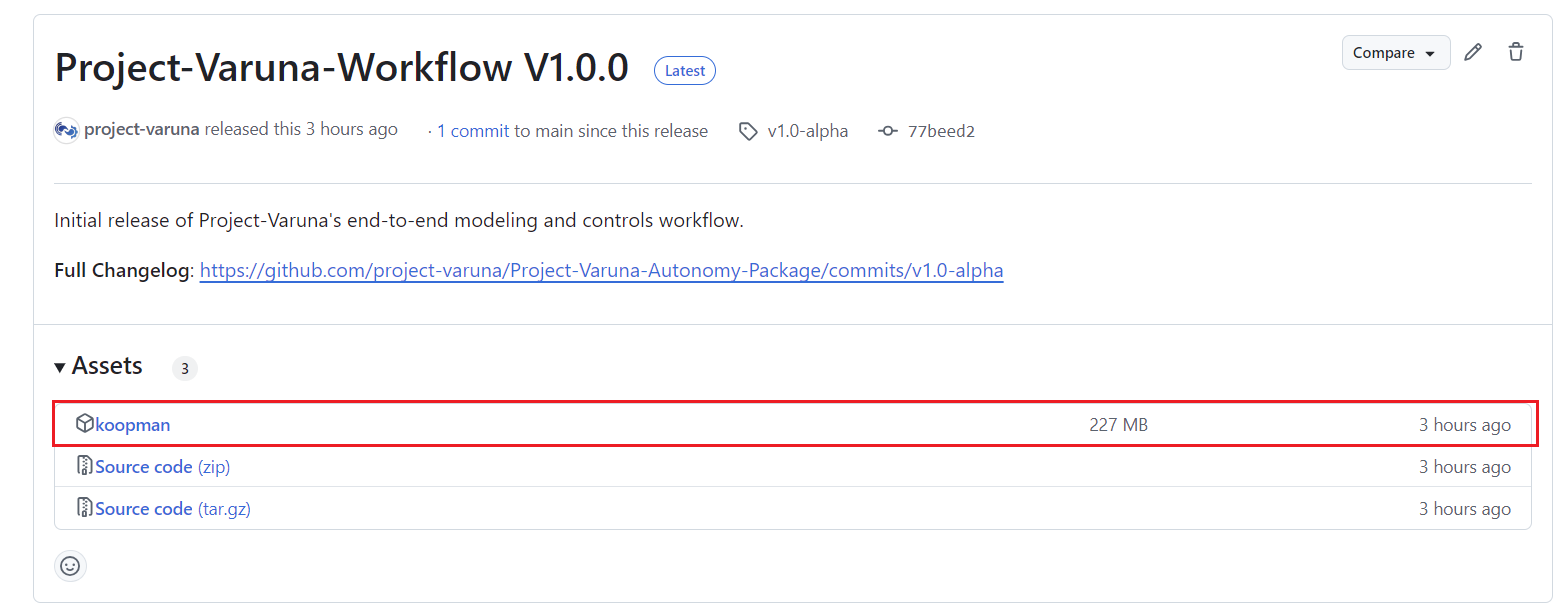 Project-Varuna-Workflow V1.0.0 Latest Compare
project-varuna released this 3 hours ago · 1 commit to main since this release v1.0-alpha 77beed2
Initial release of Project-Varuna's end-to-end modeling and controls workflow.
Full Changelog: https://github.com/project-varuna/Project-Varuna-Autonomy-Package/commits/v1.0-alpha
Assets 3
koopman 227 MB 3 hours ago
Source code (zip) 3 hours ago
Source code (tar.gz) 3 hours ago